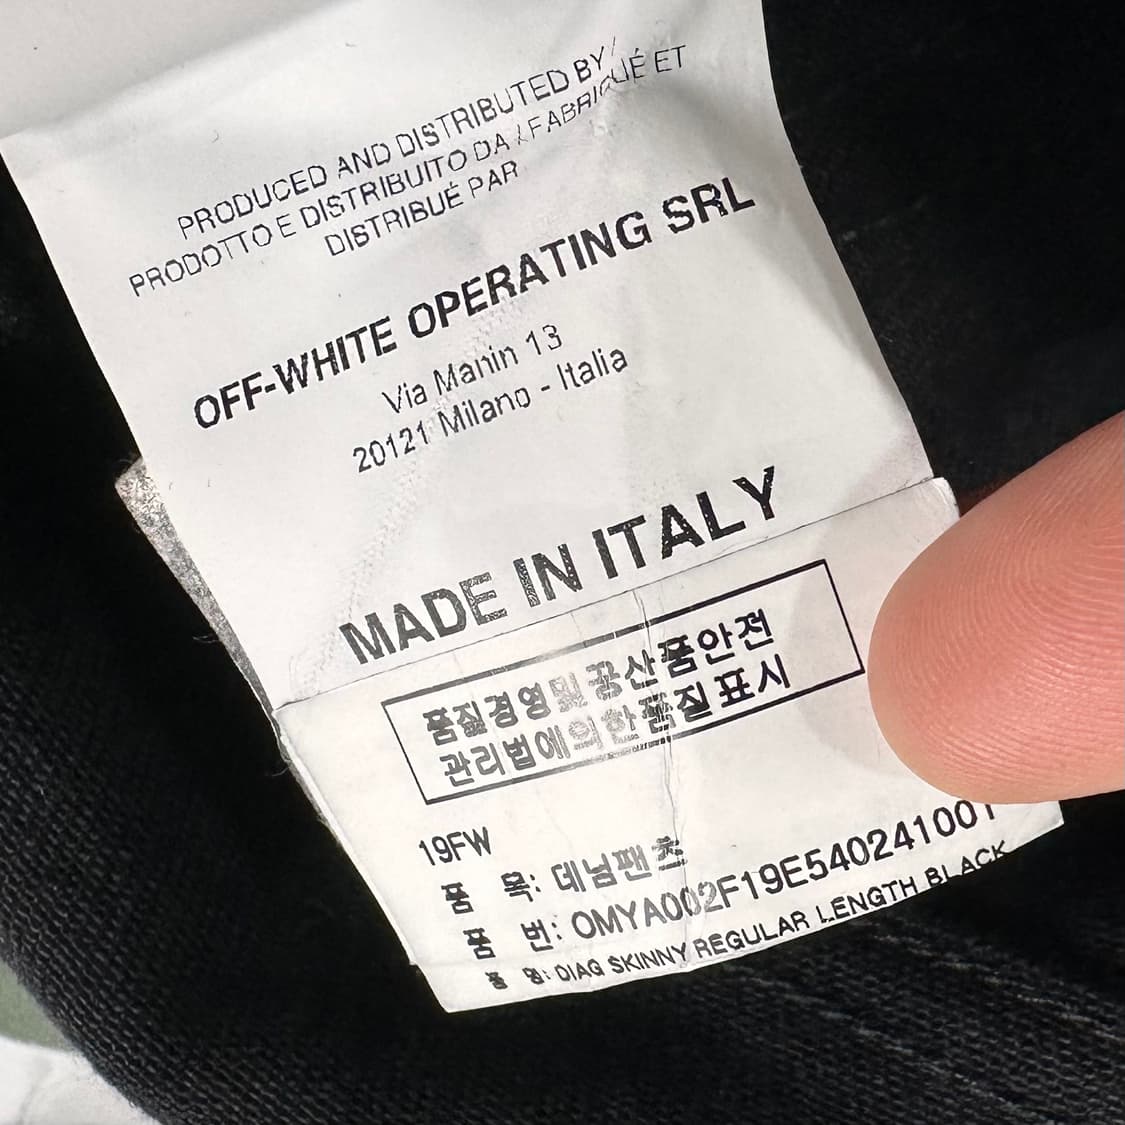 PRODUCED AND DISTRIBUTED BY /
PRODOTTO E DISTRIBUITO DA / FABRIQUÉ ET
DISTRIBUÉ PAR
OFF-WHITE OPERATING SRL
Via Manin 13
20121 Milano - Italia
MADE IN ITALY
품질경영및공산품안전
관리법에의한품질표시
19FW
품 목: 데님팬츠
품 번: OMYA002F19E540241001
품 명: DIAG SKINNY REGULAR LENGTH BLACK